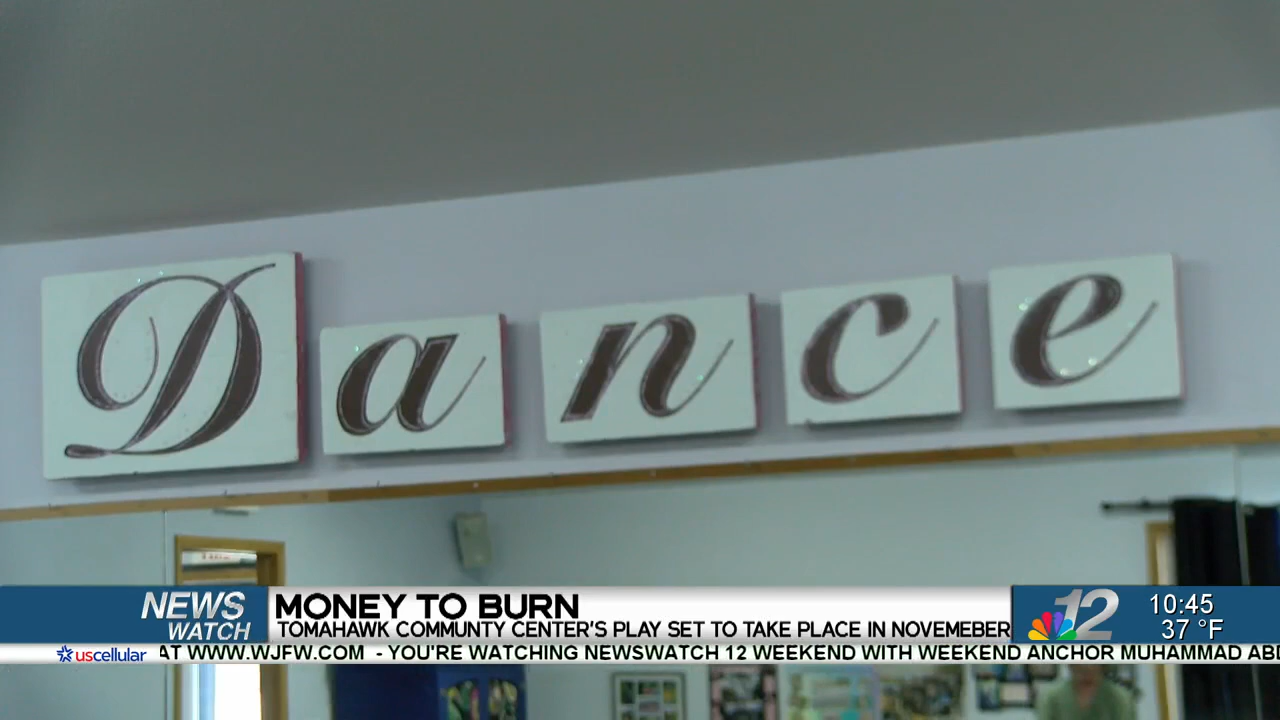 Dance
NEWS
WATCH
MONEY TO BURN
TOMAHAWK COMMUNTY CENTER'S PLAY SET TO TAKE PLACE IN NOVEMEBER
12
10:45
37 °F
uscellular
AT WWW.WJFW.COM - YOU'RE WATCHING NEWSWATCH 12 WEEKEND WITH WEEKEND ANCHOR MUHAMMAD ABD